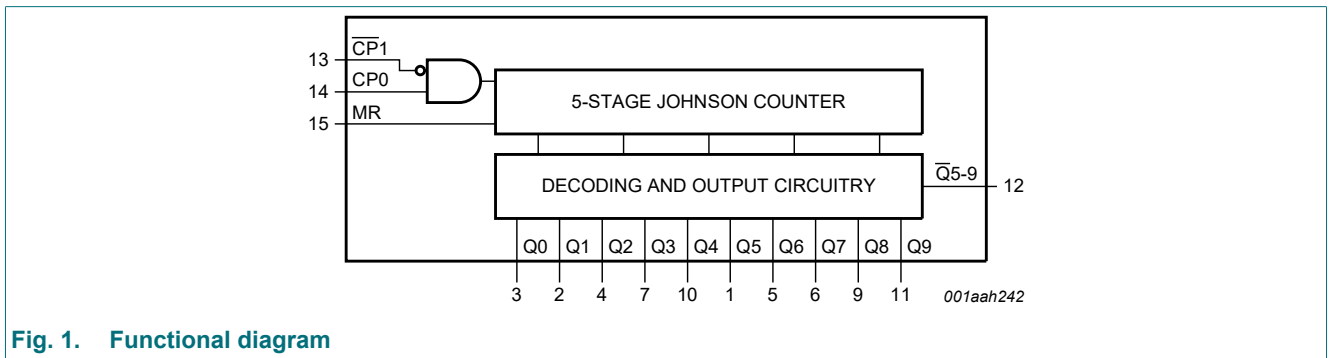 13 C̅P̅1
14 CP0
15 MR
5-STAGE JOHNSON COUNTER
DECODING AND OUTPUT CIRCUITRY
Q̅5-9 12
Q0 Q1 Q2 Q3 Q4 Q5 Q6 Q7 Q8 Q9
3 2 4 7 10 1 5 6 9 11
001aah242
Fig. 1. Functional diagram